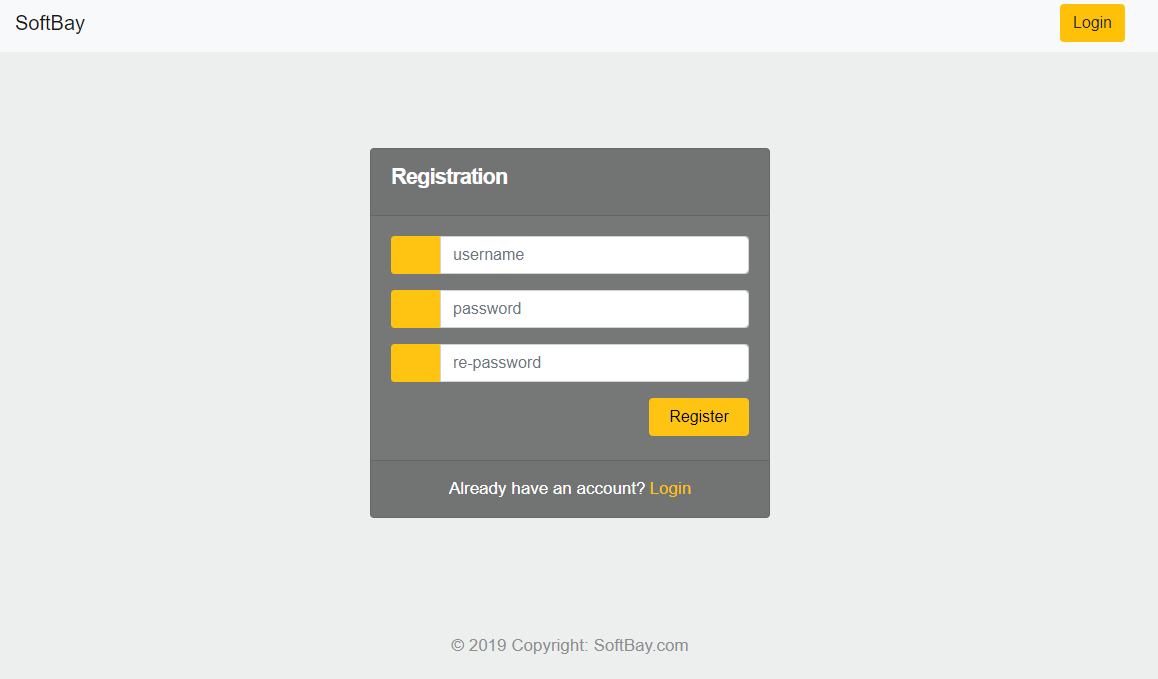 SoftBay
Login
Registration
username
password
re-password
Register
Already have an account? Login
© 2019 Copyright: SoftBay.com